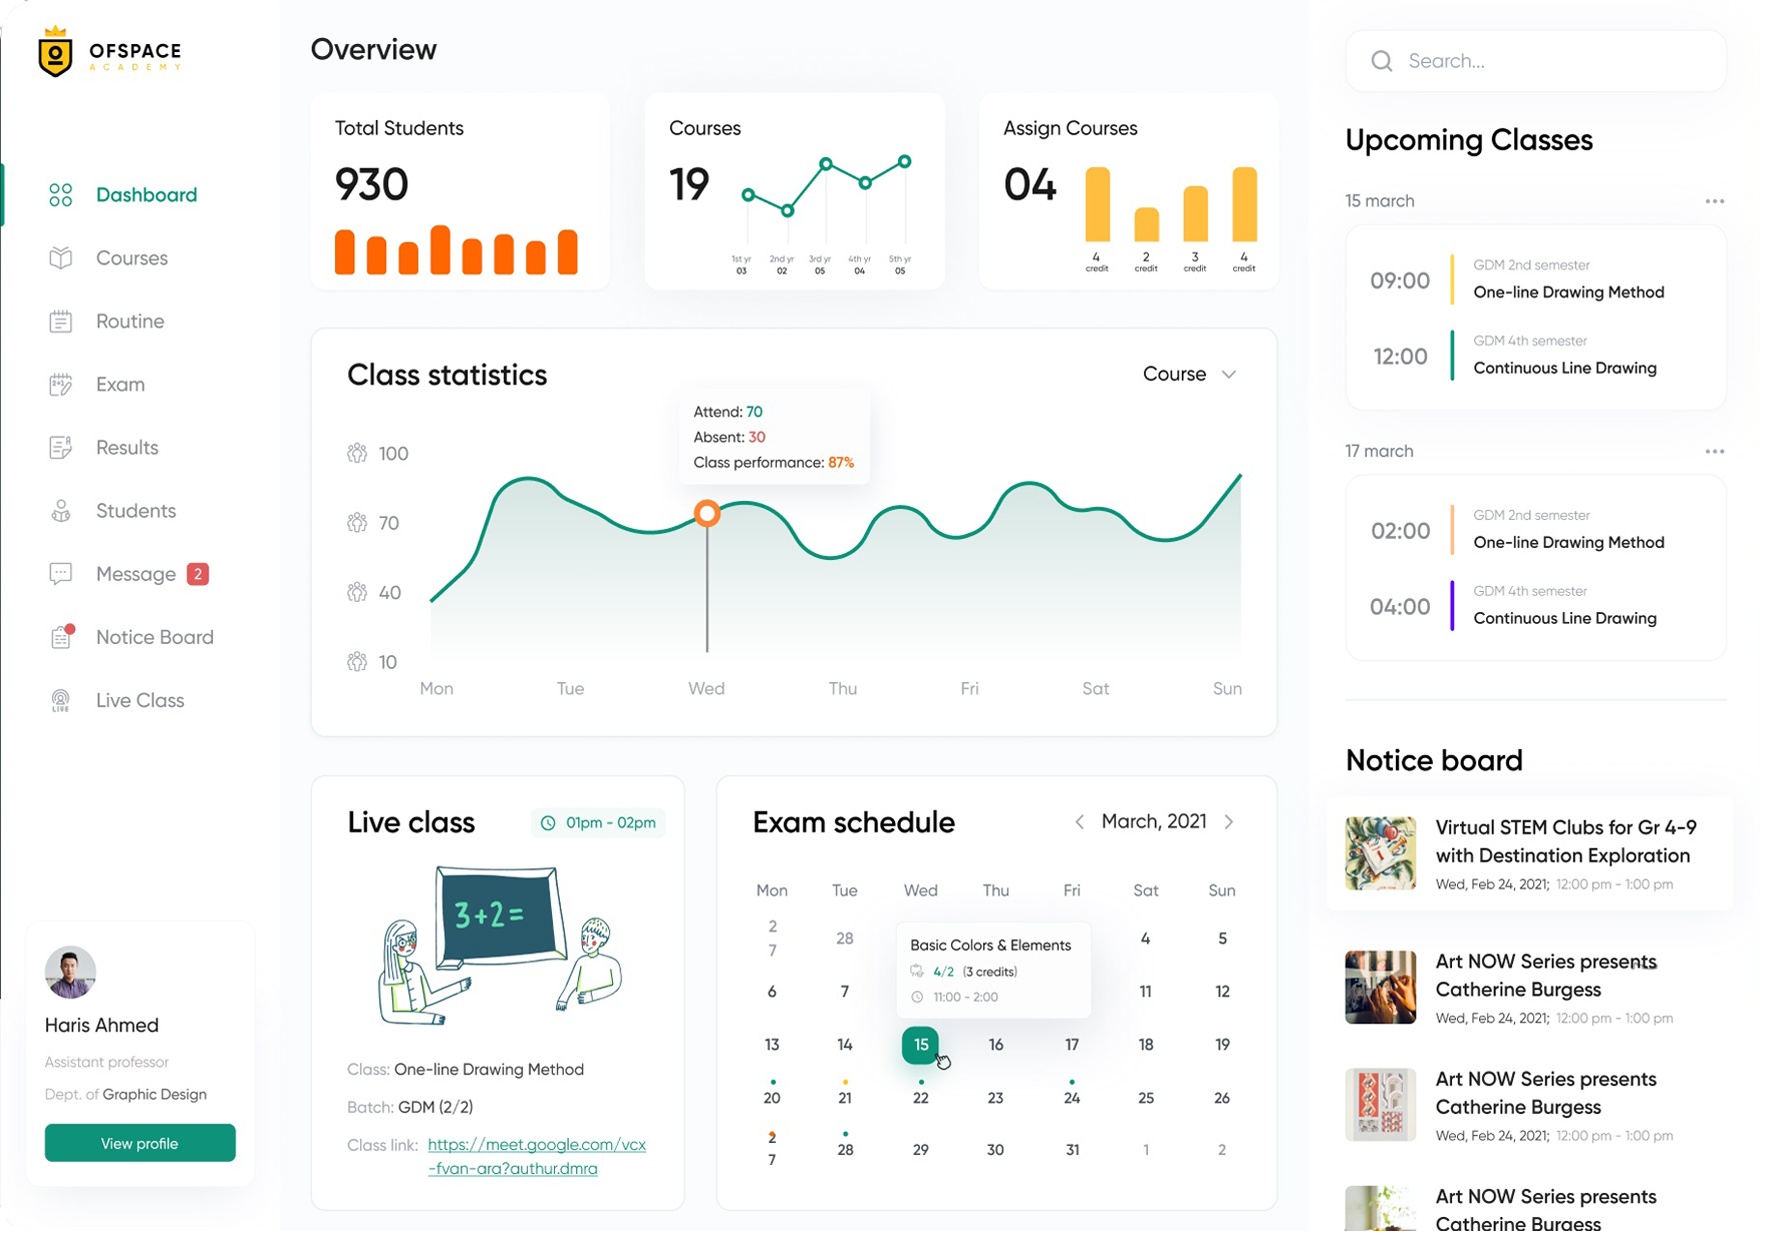 OFSPACE
ACADEMY
Dashboard
Courses
Routine
Exam
Results
Students
Message 2
Notice Board
LIVE
Live Class
Haris Ahmed
Assistant professor
Dept. of Graphic Design
View profile
Overview
Total Students
930
Courses
19
1st yr 2nd yr 3rd yr 4th yr 5th yr
03 02 05 04 05
Assign Courses
04
4 2 3 4
credit credit credit credit
Class statistics
Course
Attend: 70
Absent: 30
Class performance: 87%
100
70
40
10
Mon Tue Wed Thu Fri Sat Sun
Live class
01pm - 02pm
3+2=
Class: One-line Drawing Method
Batch: GDM (2/2)
Class link: https://meet.google.com/vcx
-fvan-ara?authur.dmra
Exam schedule
March, 2021
Mon Tue Wed Thu Fri Sat Sun
2
7
28 4 5
Basic Colors & Elements
4/2 (3 credits)
11:00 - 2:00
6 7 11 12
13 14 15 16 17 18 19
20 21 22 23 24 25 26
2
7
28 29 30 31 1 2
Search...
Upcoming Classes
15 march
09:00
GDM 2nd semester
One-line Drawing Method
12:00
GDM 4th semester
Continuous Line Drawing
17 march
02:00
GDM 2nd semester
One-line Drawing Method
04:00
GDM 4th semester
Continuous Line Drawing
Notice board
Virtual STEM Clubs for Gr 4-9
with Destination Exploration
Wed, Feb 24, 2021; 12:00 pm - 1:00 pm
Art NOW Series presents
Catherine Burgess
Wed, Feb 24, 2021; 12:00 pm - 1:00 pm
Art NOW Series presents
Catherine Burgess
Wed, Feb 24, 2021; 12:00 pm - 1:00 pm
Art NOW Series presents
Catherine Burgess